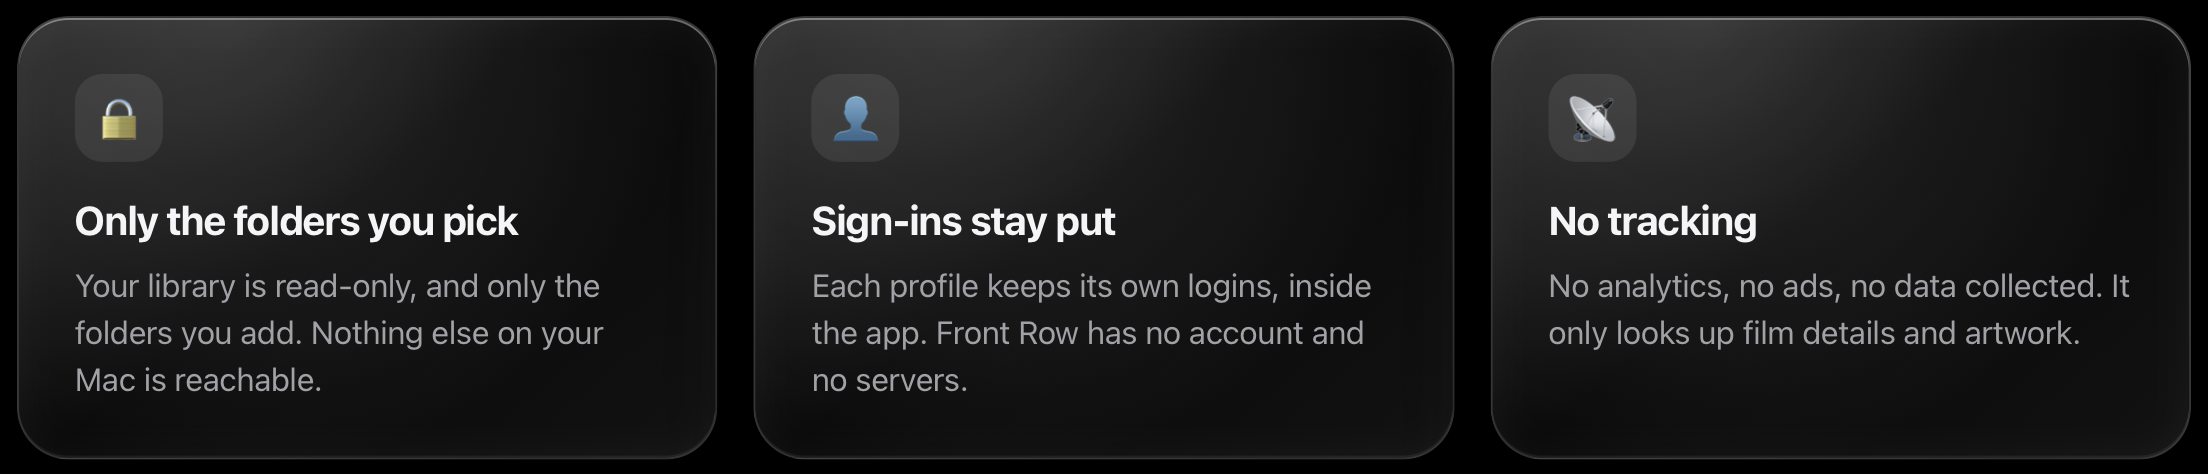 Only the folders you pick
Your library is read-only, and only the
folders you add. Nothing else on your
Mac is reachable.
Sign-ins stay put
Each profile keeps its own logins, inside
the app. Front Row has no account and
no servers.
No tracking
No analytics, no ads, no data collected. It
only looks up film details and artwork.